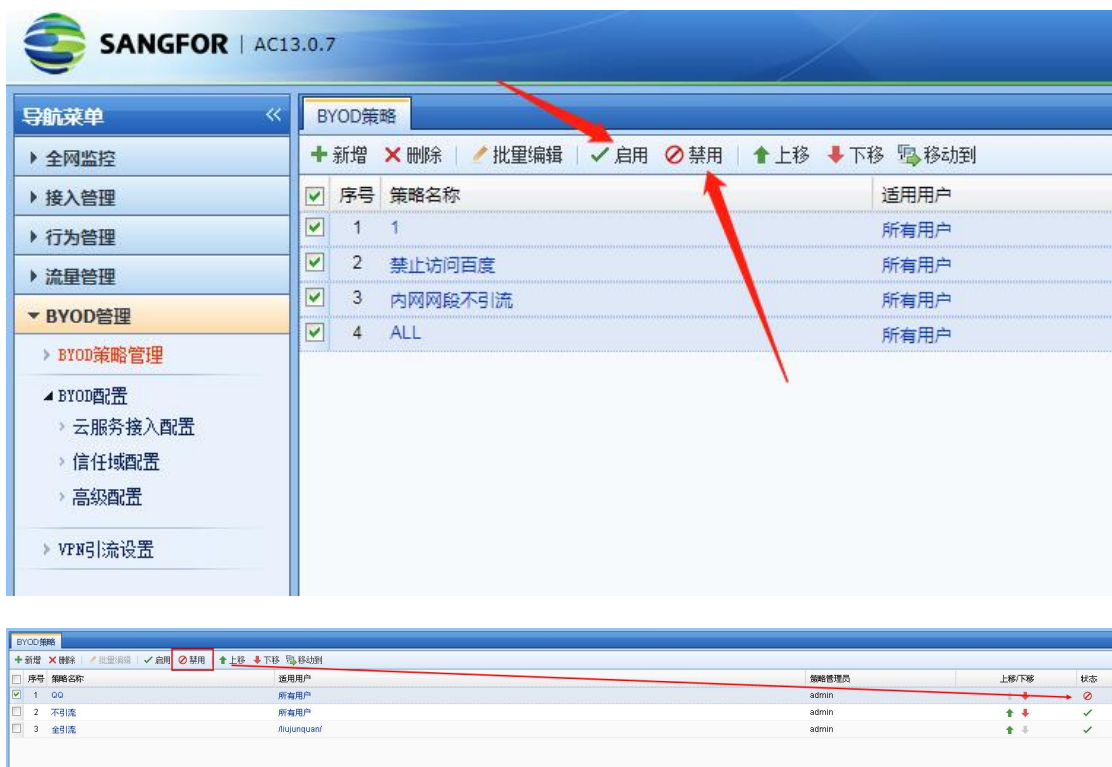 SANGFOR | AC13.0.7
导航菜单 «
BYOD策略
全网监控
接入管理
行为管理
流量管理
BYOD管理
BYOD策略管理
BYOD配置
云服务接入配置
信任域配置
高级配置
VPN引流设置
新增 删除 批里编辑 启用 禁用 上移 下移 移动到
序号 策略名称 适用用户
1 1 所有用户
2 禁止访问百度 所有用户
3 内网网段不引流 所有用户
4 ALL 所有用户
BYOD策略
新增 删除 批里编辑 启用 禁用 上移 下移 移动到
序号 策略名称 适用用户 策略管理员 上移/下移 状态
1 QQ 所有用户 admin
2 不引流 所有用户 admin
3 全引流 /liujunquan/ admin